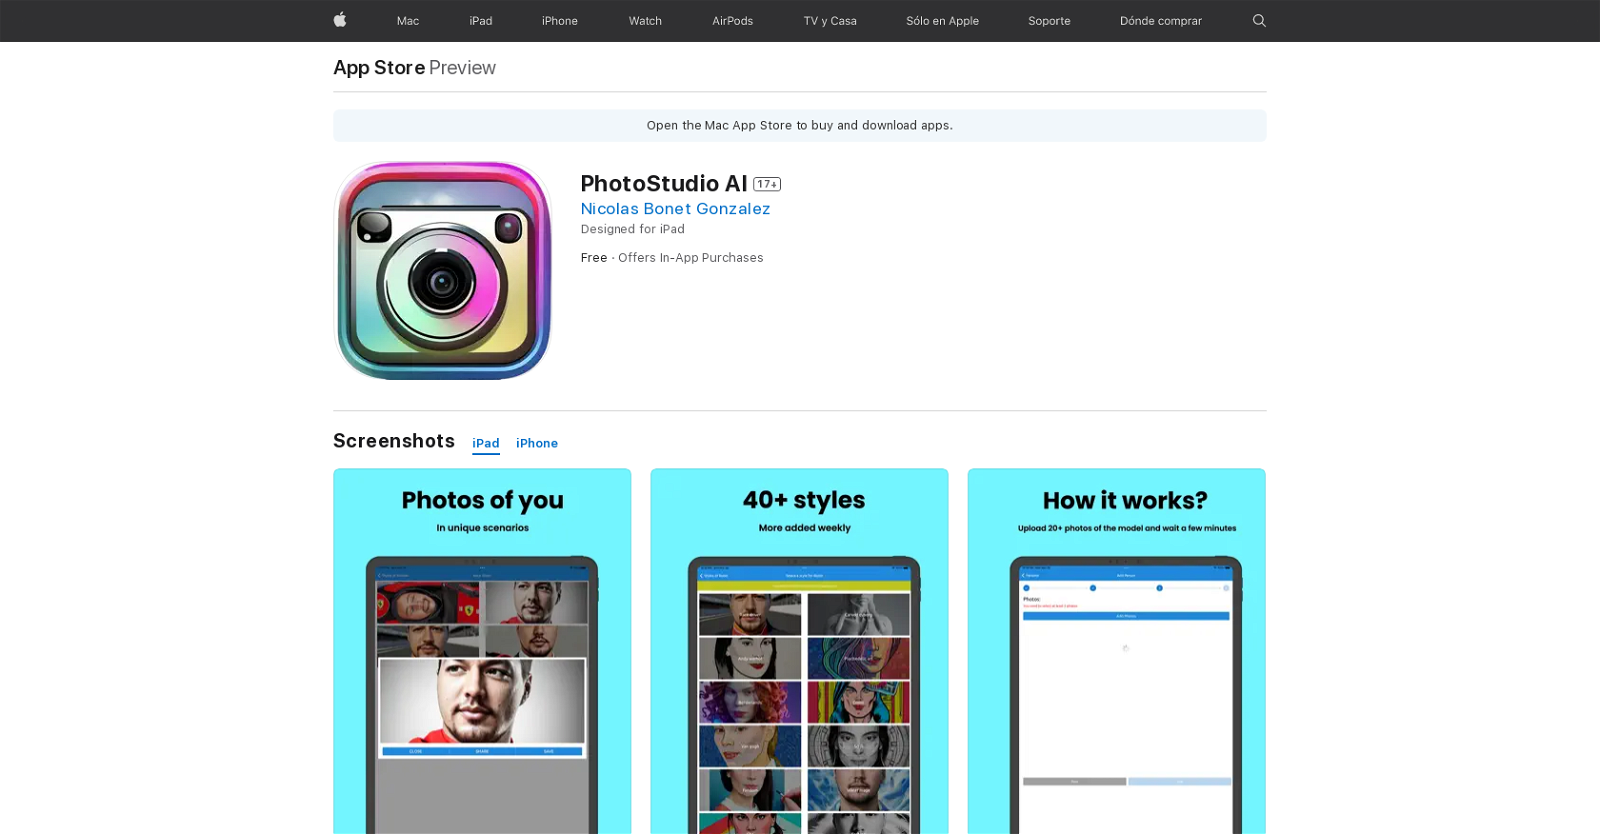 Mac iPad iPhone Watch AirPods TV y Casa Sólo en Apple Soporte Dónde comprar
App Store Preview
Open the Mac App Store to buy and download apps.
PhotoStudio AI 17+
Nicolas Bonet Gonzalez
Designed for iPad
Free · Offers In-App Purchases
Screenshots iPad iPhone
Photos of you
In unique scenarios
CLOSE SHARE SAVE
40+ styles
More added weekly
How it works?
Upload 20+ photos of the model and wait a few minutes
Photos: